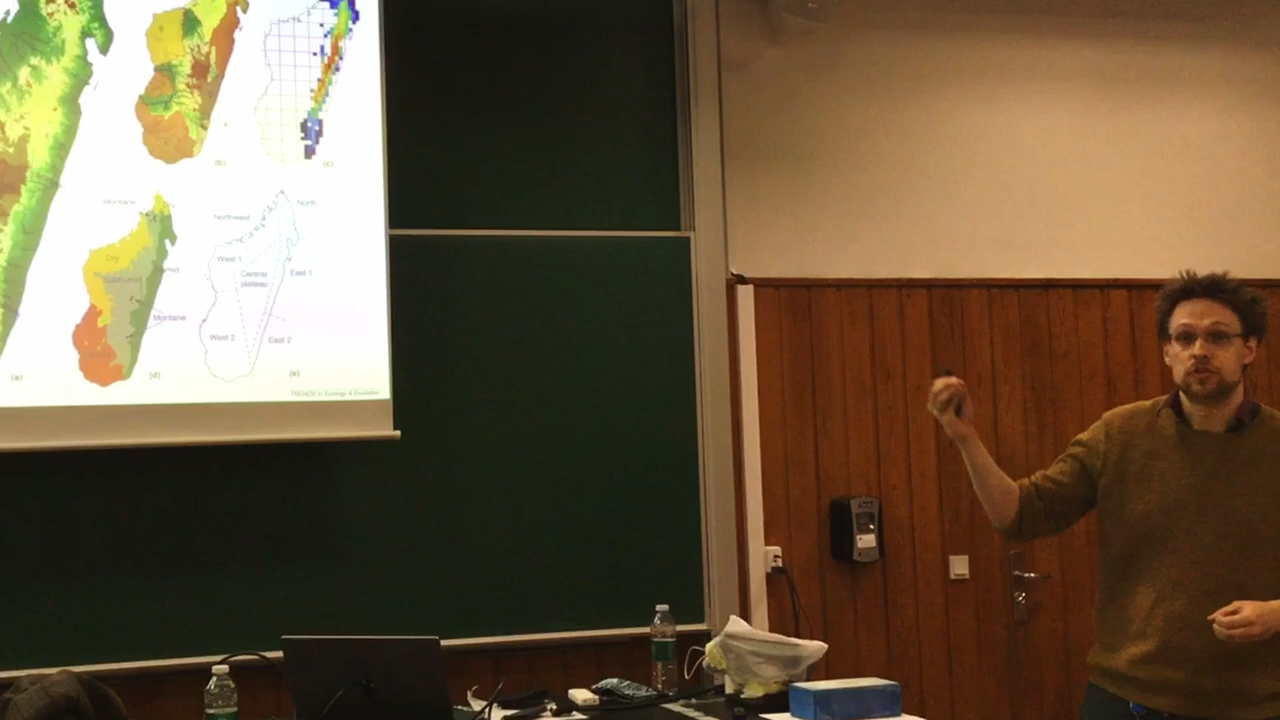 (b)
(c)
Montane
North
Northwest
Dry
West 1
Subhumid
Central
plateau
East 1
Montane
West 2
East 2
(a)
(d)
(e)
TRENDS in Ecology & Evolution